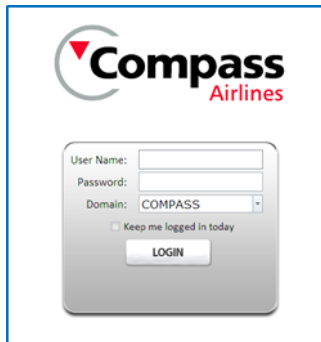 Compass
Airlines
User Name:
Password:
Domain: COMPASS
Keep me logged in today
LOGIN